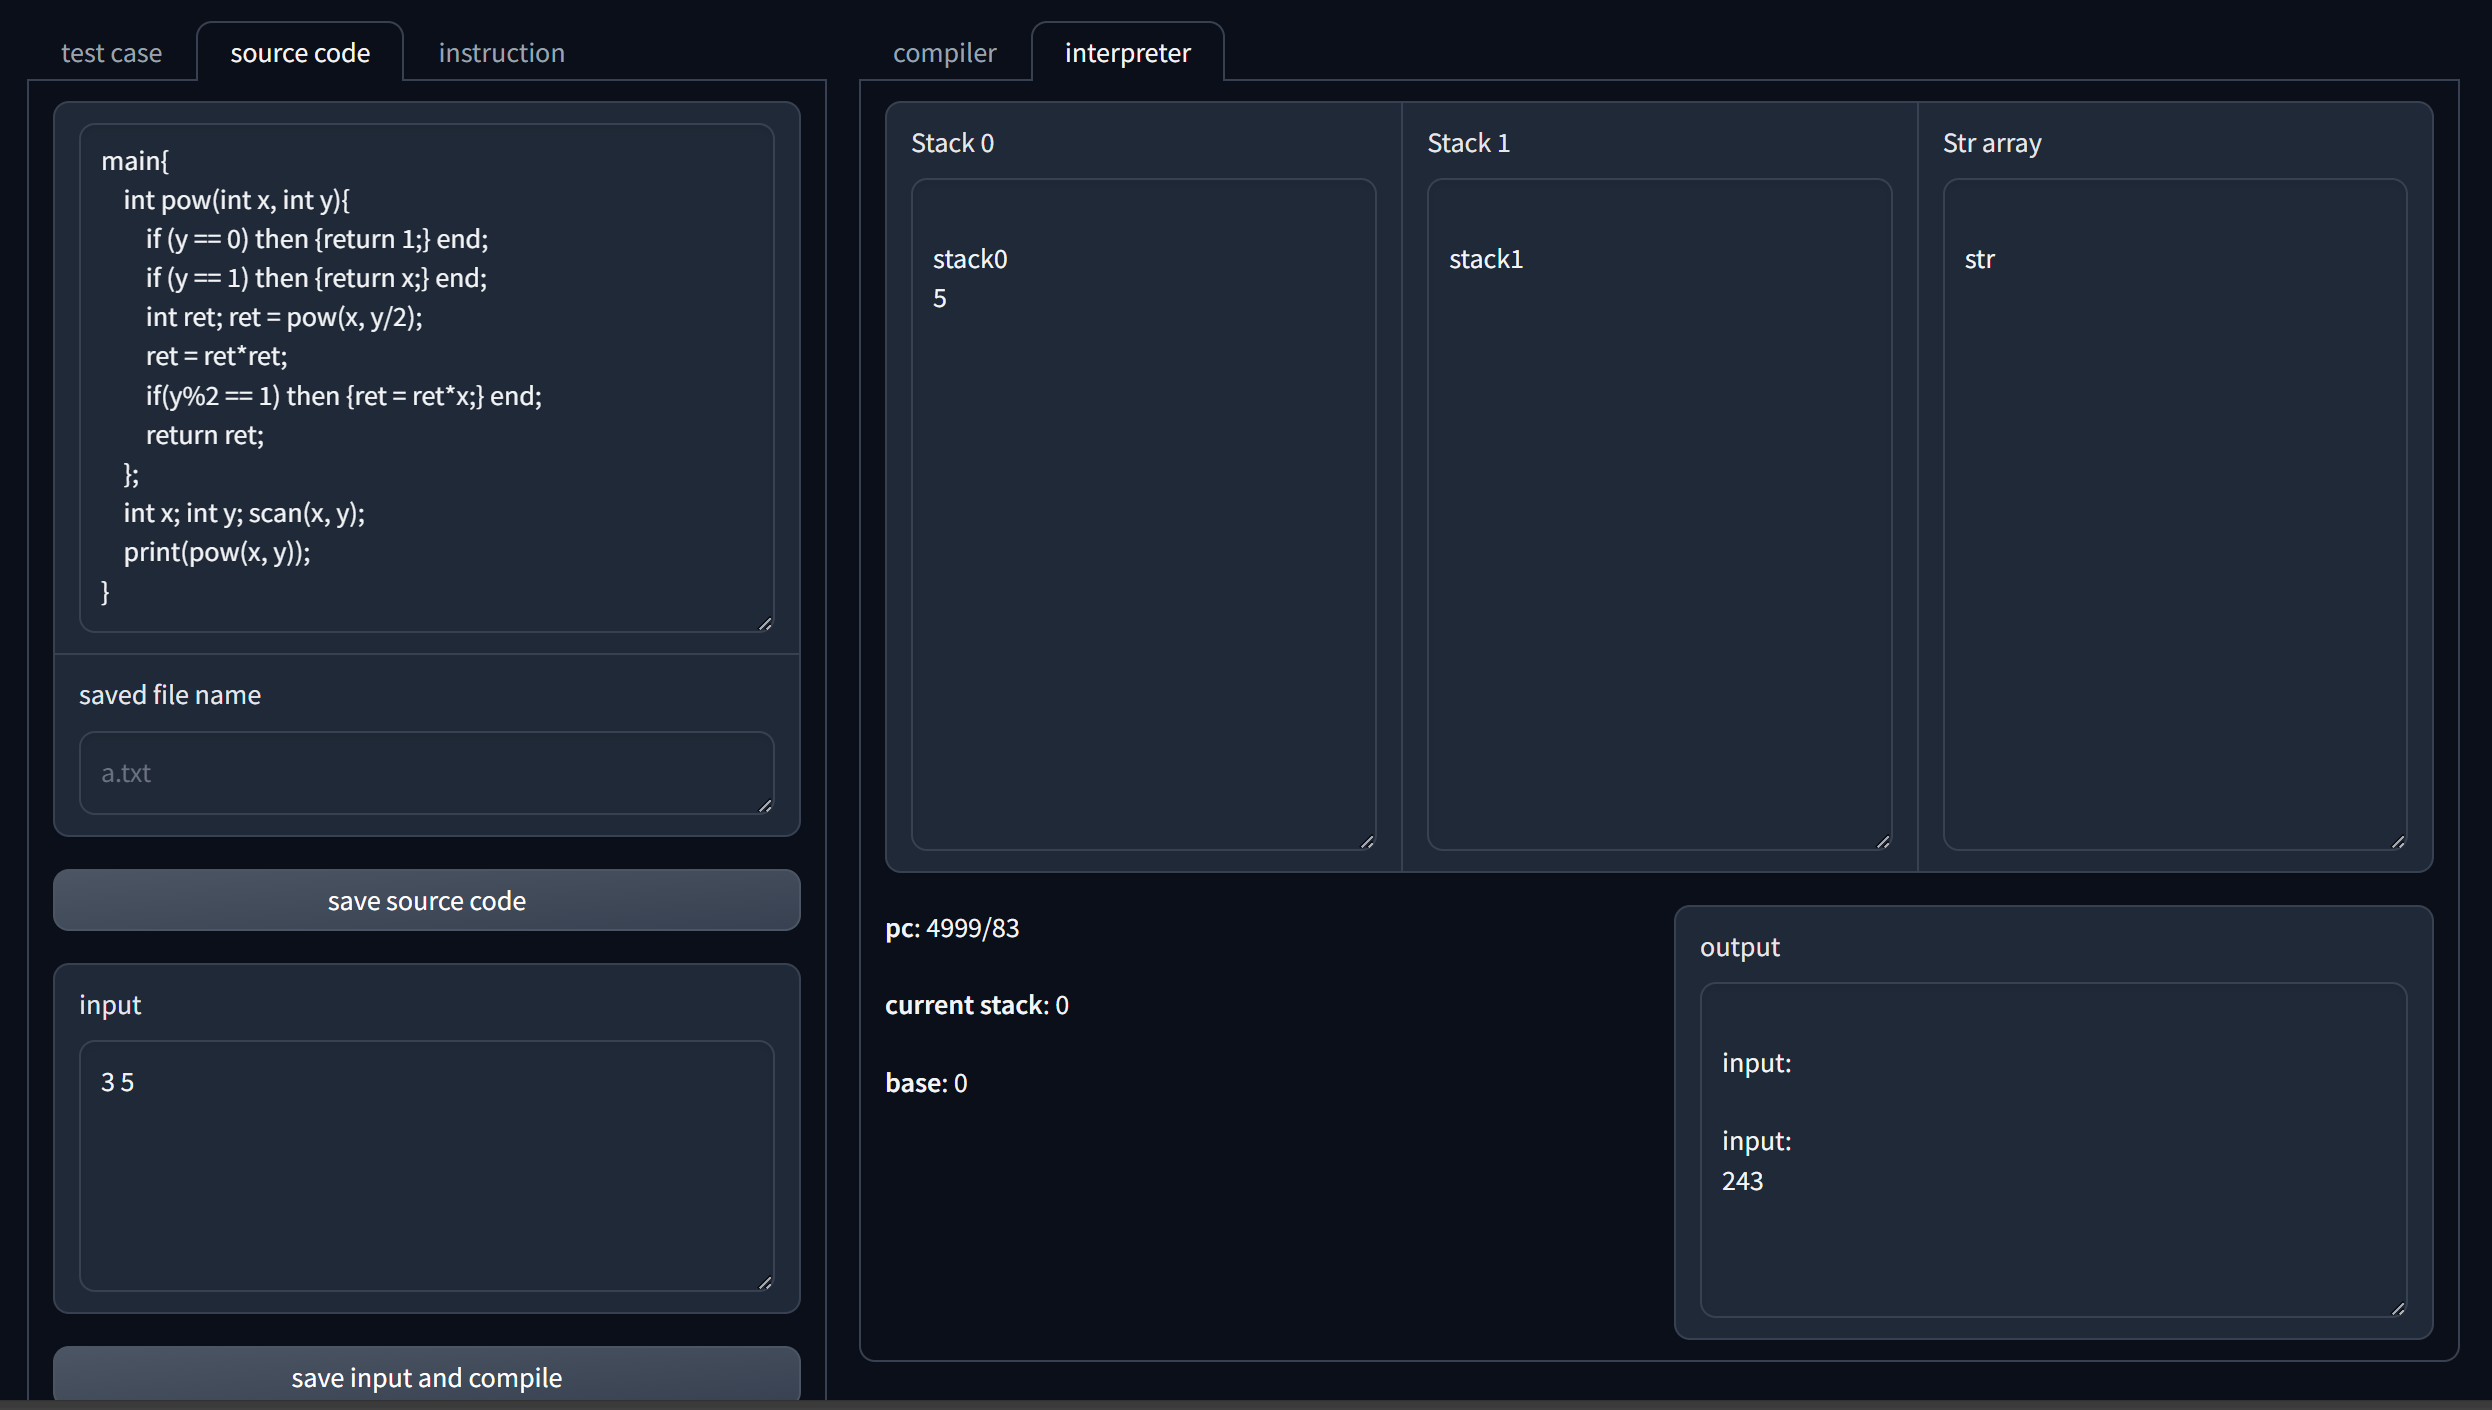 test case
source code
instruction
main{
int pow(int x, int y){
if (y == 0) then {return 1;} end;
if (y == 1) then {return x;} end;
int ret; ret = pow(x, y/2);
ret = ret*ret;
if(y%2 == 1) then {ret = ret*x;} end;
return ret;
};
int x; int y; scan(x, y);
print(pow(x, y));
}
saved file name
a.txt
save source code
input
3 5
save input and compile
compiler
interpreter
Stack 0
stack0
5
Stack 1
stack1
Str array
str
pc: 4999/83
current stack: 0
base: 0
output
input:
input:
243